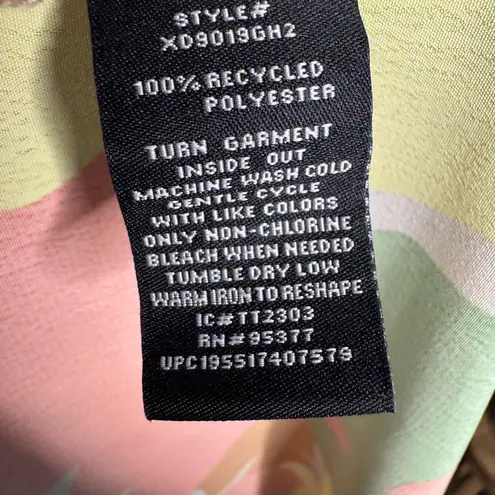 STYLE#
XD9019GH2
100% RECYCLED
POLYESTER
TURN GARMENT
INSIDE OUT
MACHINE WASH COLD
GENTLE CYCLE
WITH LIKE COLORS
ONLY NON-CHLORINE
BLEACH WHEN NEEDED
TUMBLE DRY LOW
WARM IRON TO RESHAPE
IC#TT2303
RN#95377
UPC195517407579